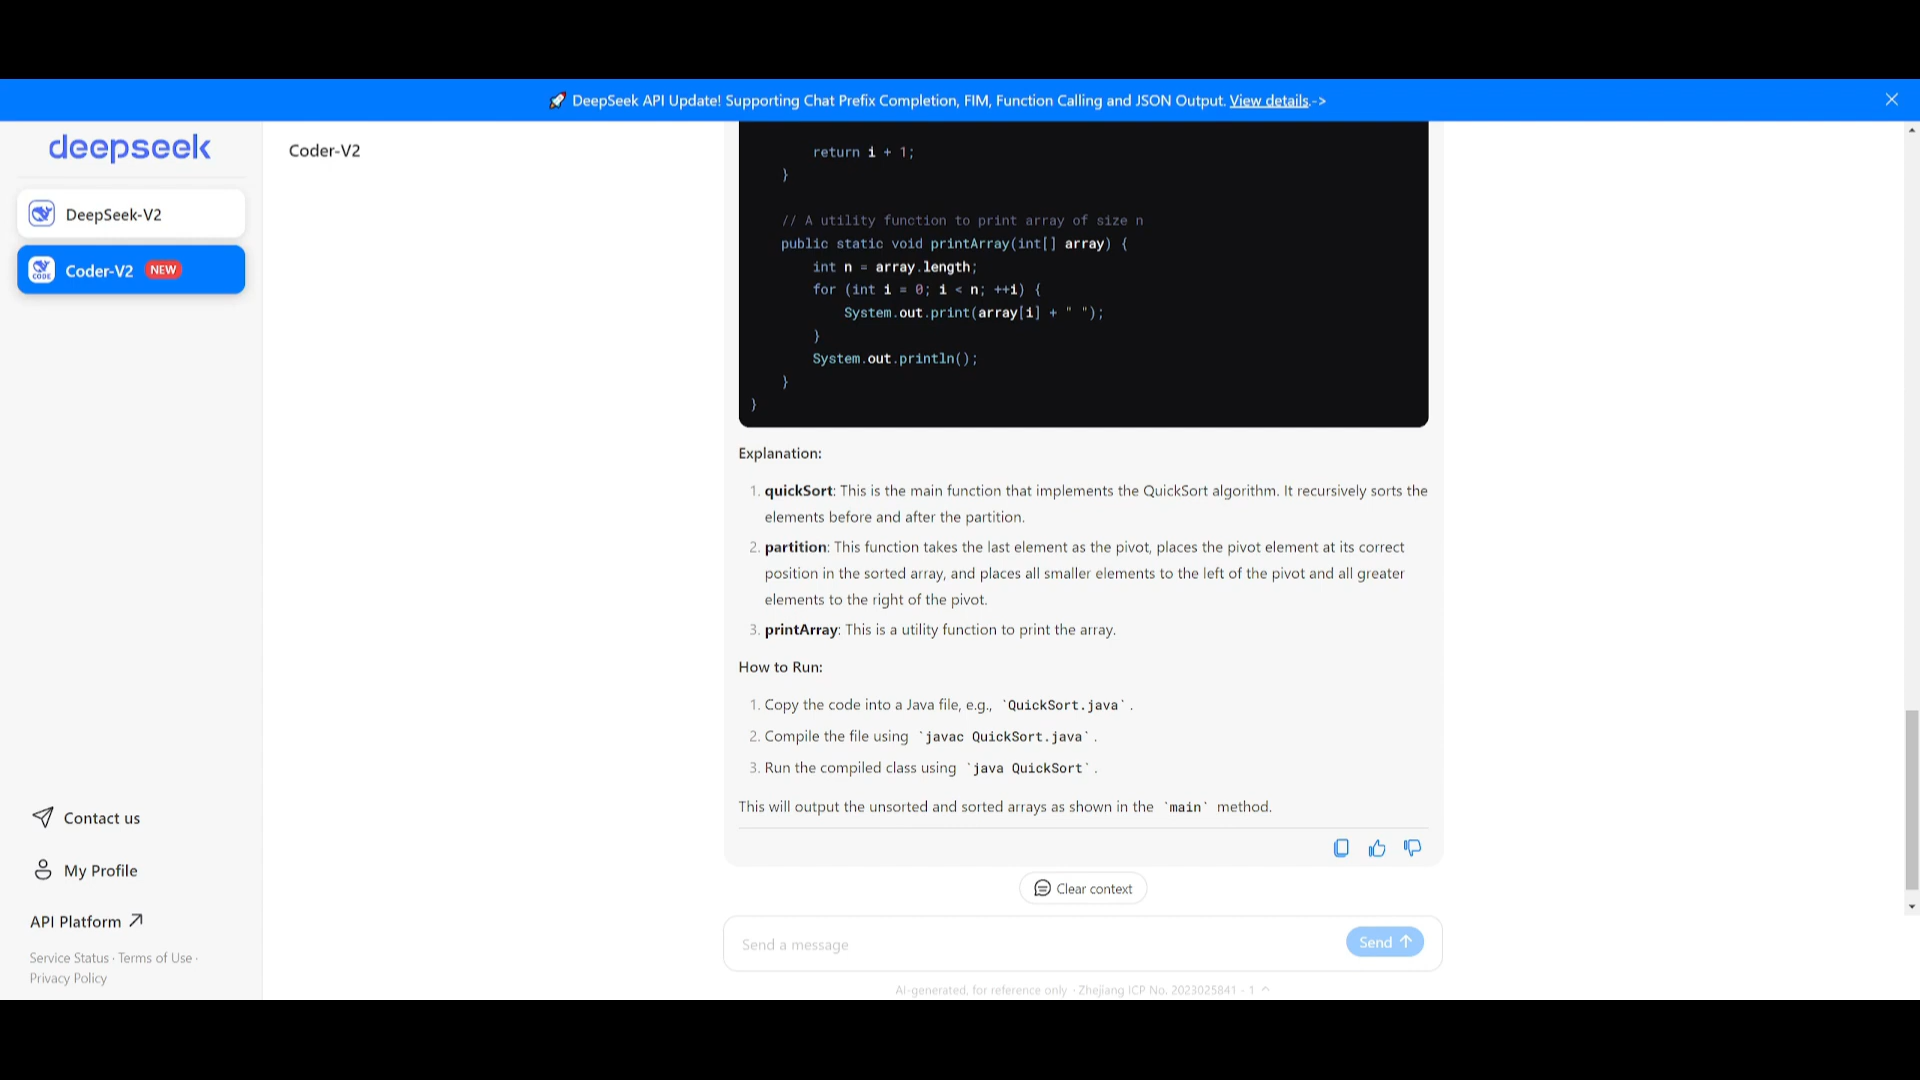 🚀 DeepSeek API Update! Supporting Chat Prefix Completion, FIM, Function Calling and JSON Output. View details.->
deepseek
DeepSeek-V2
CODE
Coder-V2 NEW
Contact us
My Profile
API Platform
Service Status · Terms of Use ·
Privacy Policy
Coder-V2
return i + 1;
}
// A utility function to print array of size n
public static void printArray(int[] array) {
int n = array.length;
for (int i = 0; i < n; ++i) {
System.out.print(array[i] + " ");
}
System.out.println();
}
}
Explanation:
1. quickSort: This is the main function that implements the QuickSort algorithm. It recursively sorts the
elements before and after the partition.
2. partition: This function takes the last element as the pivot, places the pivot element at its correct
position in the sorted array, and places all smaller elements to the left of the pivot and all greater
elements to the right of the pivot.
3. printArray: This is a utility function to print the array.
How to Run:
1. Copy the code into a Java file, e.g., `QuickSort.java` .
2. Compile the file using `javac QuickSort.java` .
3. Run the compiled class using `java QuickSort` .
This will output the unsorted and sorted arrays as shown in the `main` method.
Clear context
Send a message
Send
AI-generated, for reference only · Zhejiang ICP No. 2023025841 - 1